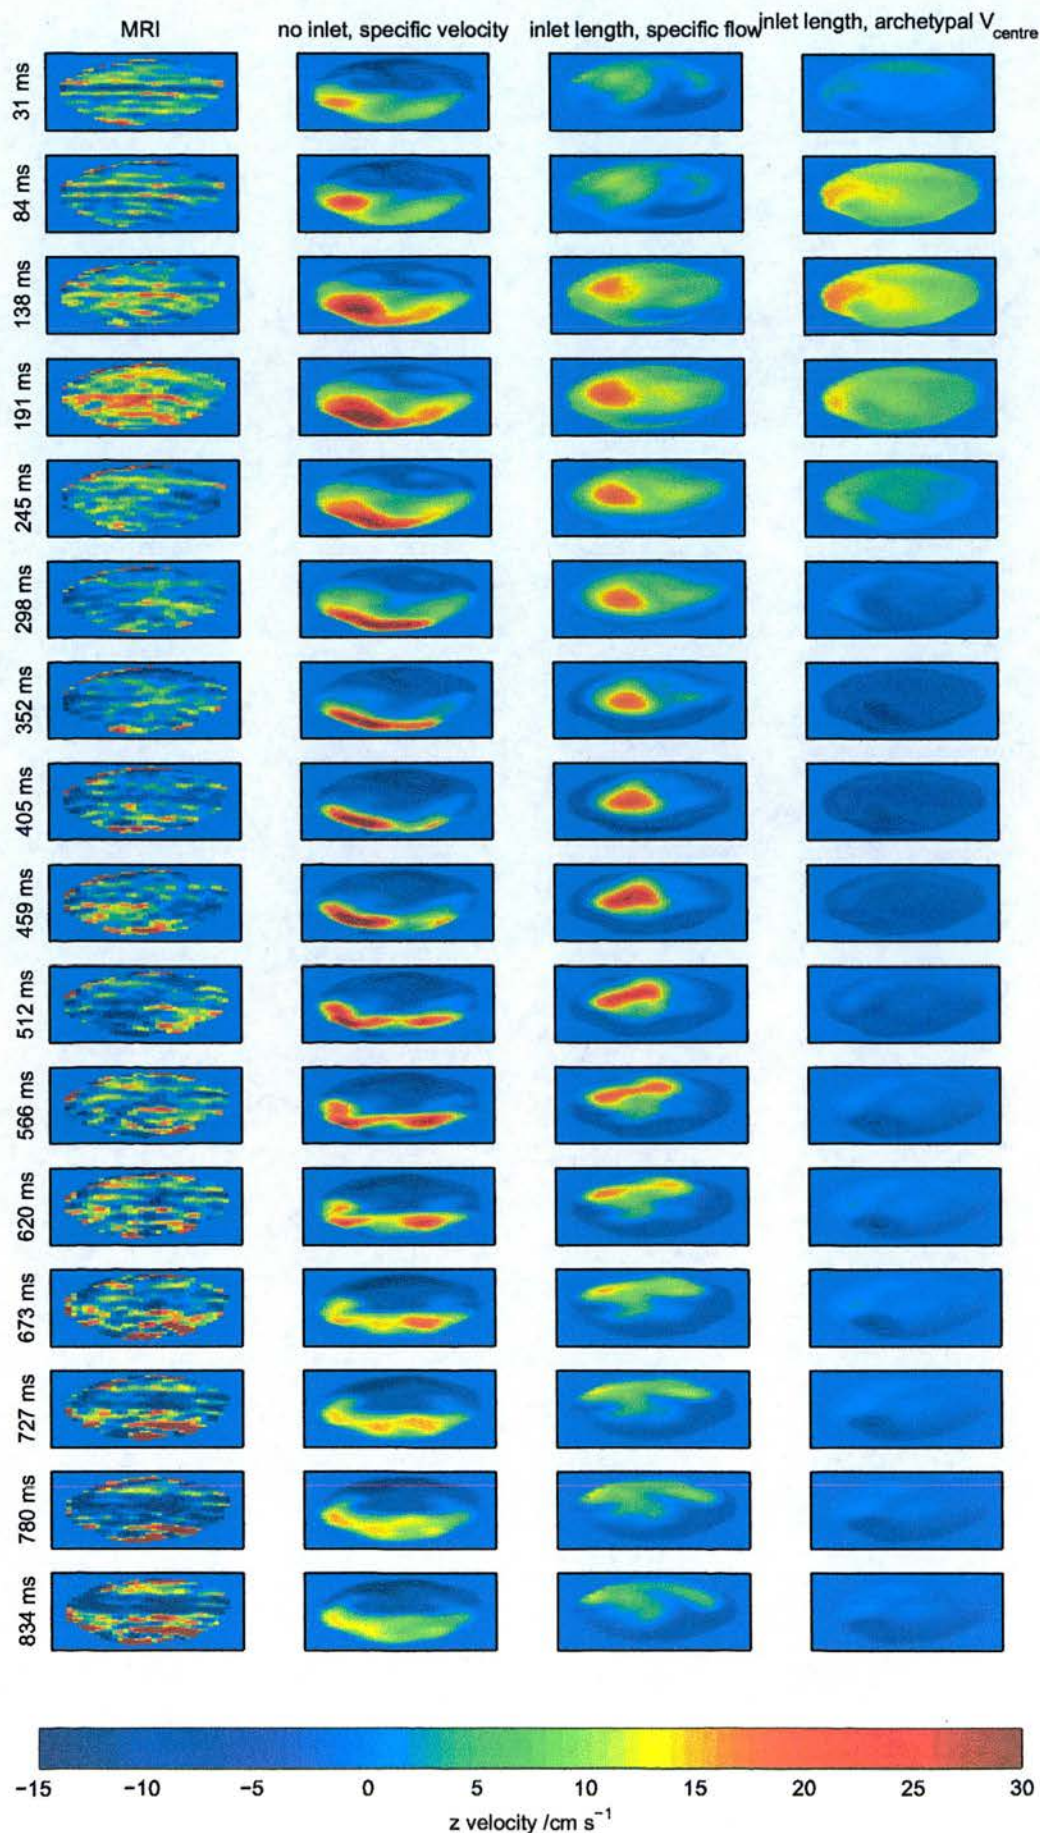 MRI
no inlet, specific velocity
inlet length, specific flow
inlet length, archetypal V_centre
31 ms
84 ms
138 ms
191 ms
245 ms
298 ms
352 ms
405 ms
459 ms
512 ms
566 ms
620 ms
673 ms
727 ms
780 ms
834 ms
−15 −10 −5 0 5 10 15 20 25 30
z velocity /cm s⁻¹